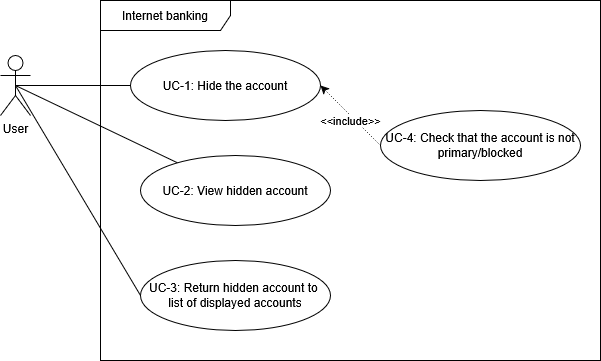 Internet banking
UC-1: Hide the account
User
<<include>>
UC-4: Check that the account is not
primary/blocked
UC-2: View hidden account
UC-3: Return hidden account to
list of displayed accounts